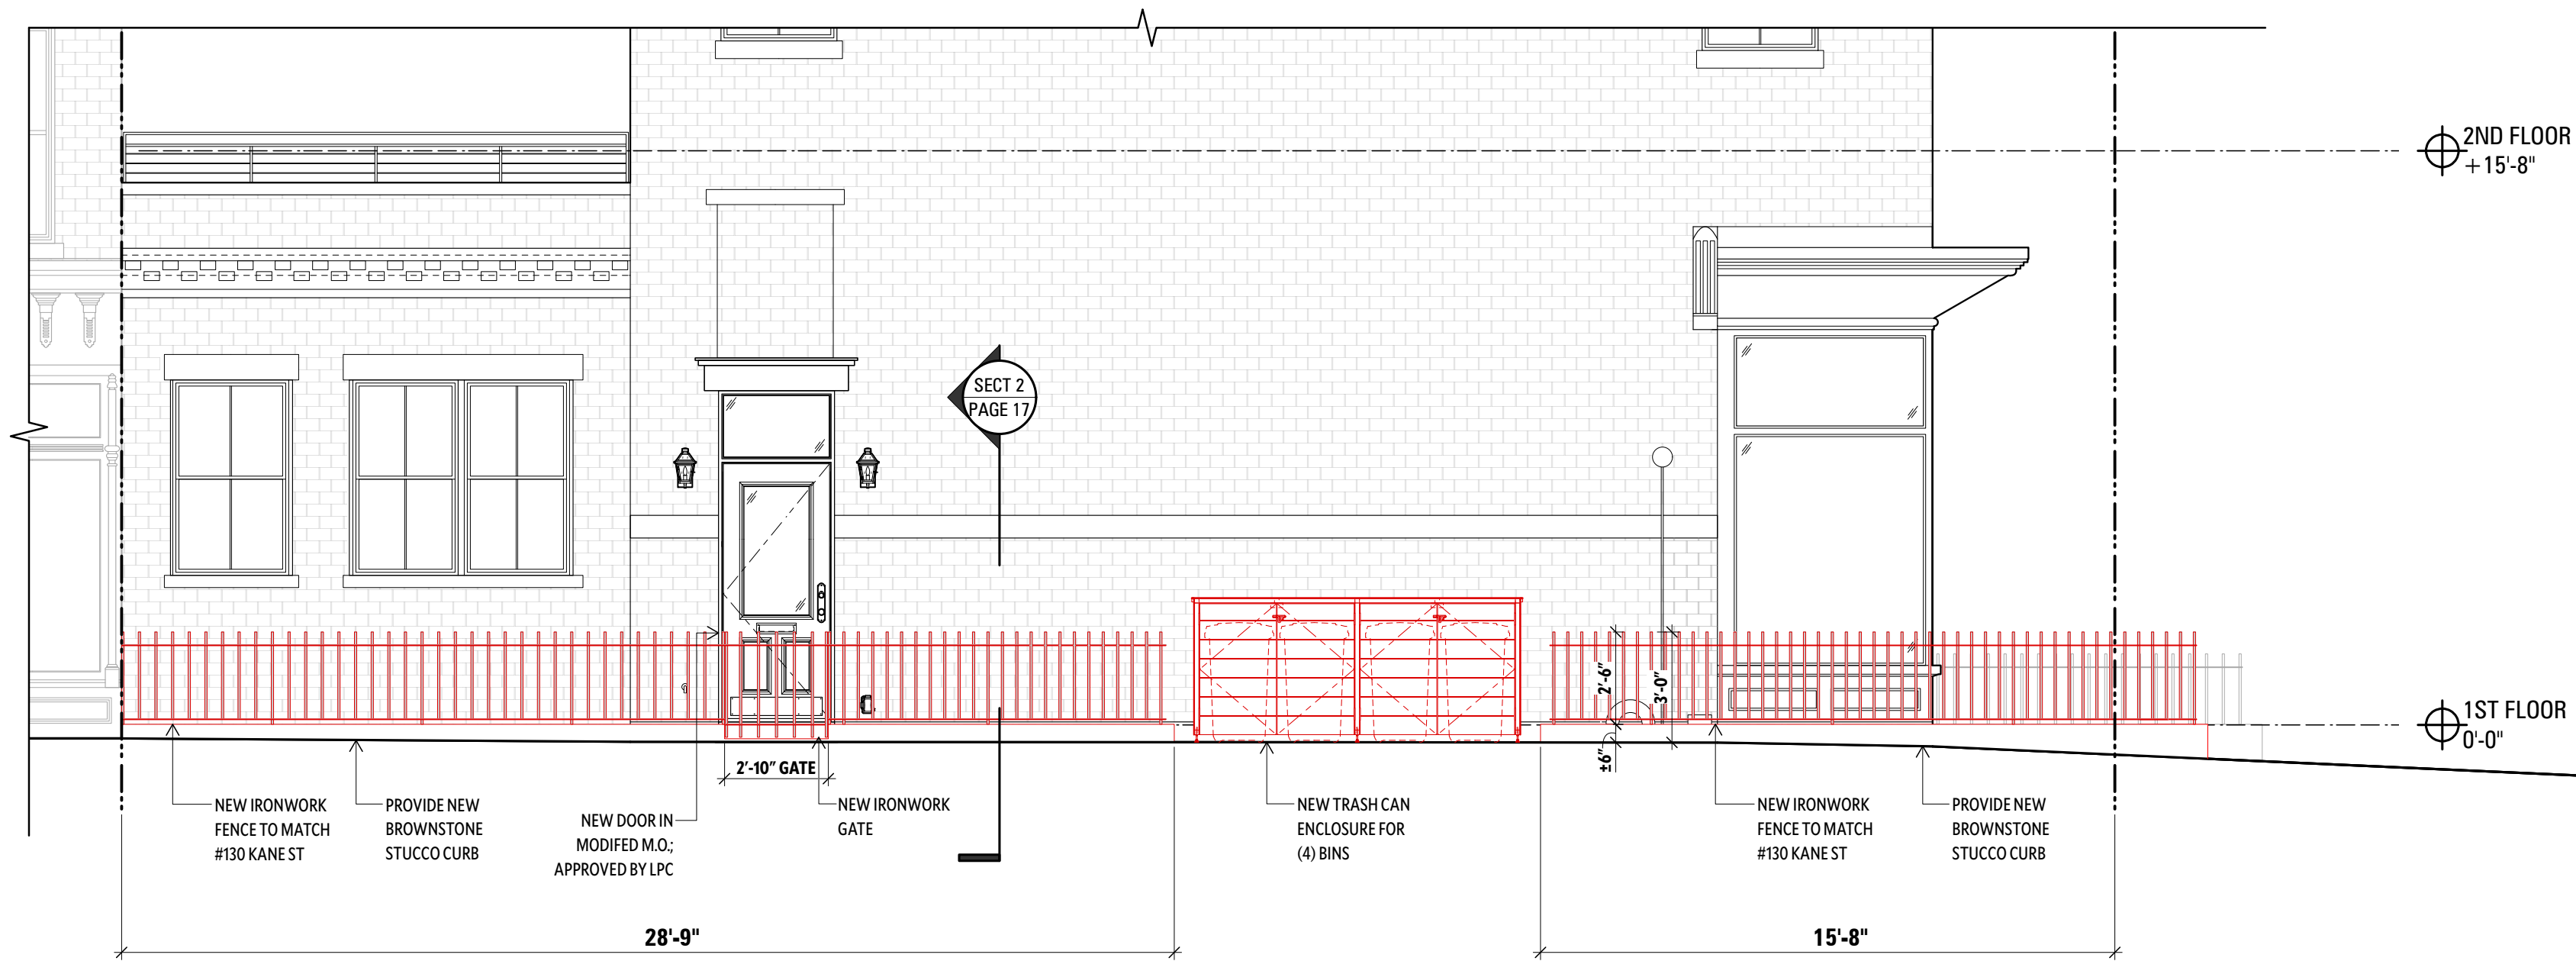 2ND FLOOR
+15'-8"
SECT 2
PAGE 17
2'-6"
3'-0"
±6"
1ST FLOOR
0'-0"
2'-10" GATE
NEW IRONWORK
FENCE TO MATCH
#130 KANE ST
PROVIDE NEW
BROWNSTONE
STUCCO CURB
NEW DOOR IN
MODIFED M.O.;
APPROVED BY LPC
NEW IRONWORK
GATE
NEW TRASH CAN
ENCLOSURE FOR
(4) BINS
NEW IRONWORK
FENCE TO MATCH
#130 KANE ST
PROVIDE NEW
BROWNSTONE
STUCCO CURB
28'-9"
15'-8"